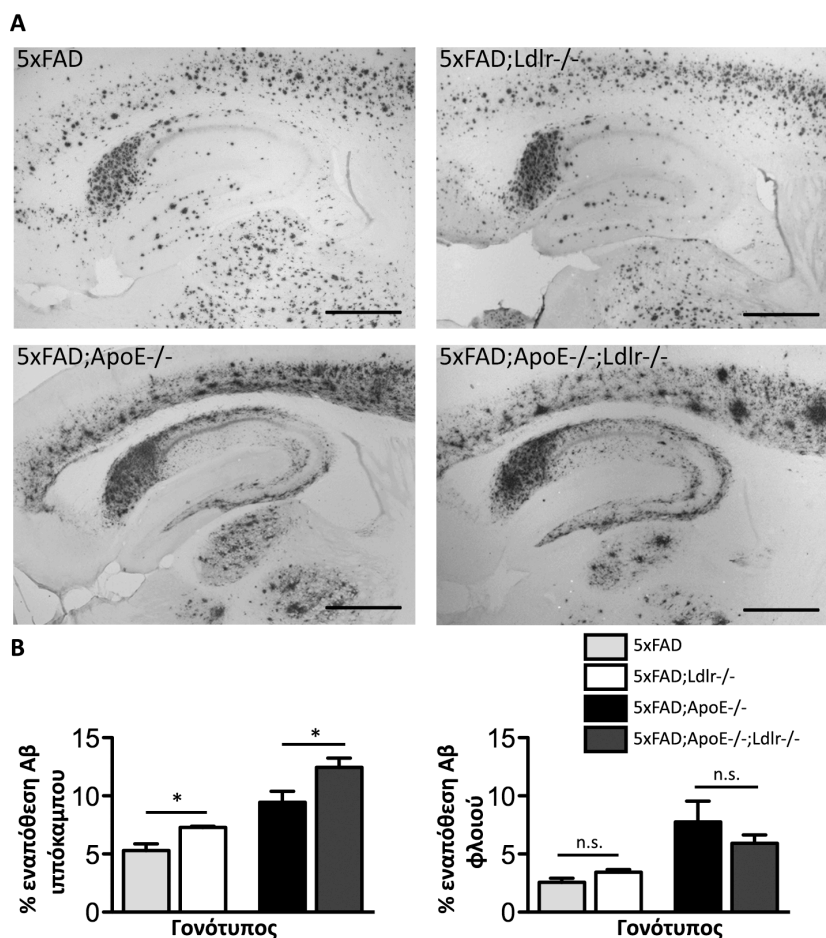 A
5xFAD
5xFAD;Ldlr-/-
5xFAD;ApoE-/-
5xFAD;ApoE-/-;Ldlr-/-
B
5xFAD
5xFAD;Ldlr-/-
5xFAD;ApoE-/-
5xFAD;ApoE-/-;Ldlr-/-
% εναπόθεση Αβ
ιππόκαμπου
15
10
5
0
*
*
Γονότυπος
% εναπόθεση Αβ
φλοιού
15
10
5
0
n.s.
n.s.
Γονότυπος